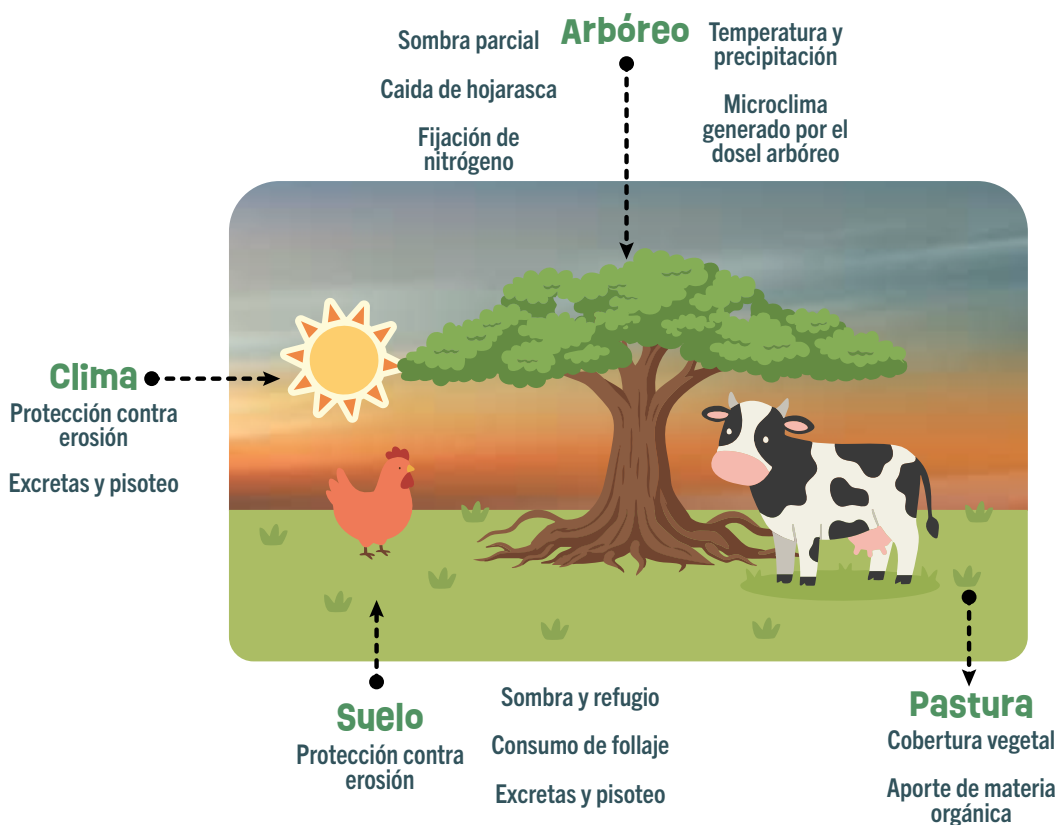 Arbóreo
Sombra parcial
Caida de hojarasca
Fijación de
nitrógeno
Temperatura y
precipitación
Microclima
generado por el
dosel arbóreo
Clima
Protección contra
erosión
Excretas y pisoteo
Suelo
Protección contra
erosión
Sombra y refugio
Consumo de follaje
Excretas y pisoteo
Pastura
Cobertura vegetal
Aporte de materia
orgánica